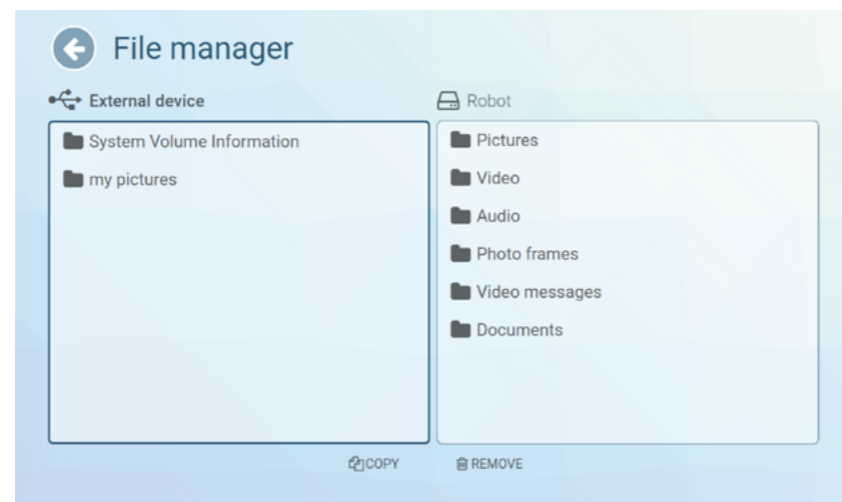 File manager
External device
Robot
System Volume Information
my pictures
Pictures
Video
Audio
Photo frames
Video messages
Documents
COPY
REMOVE